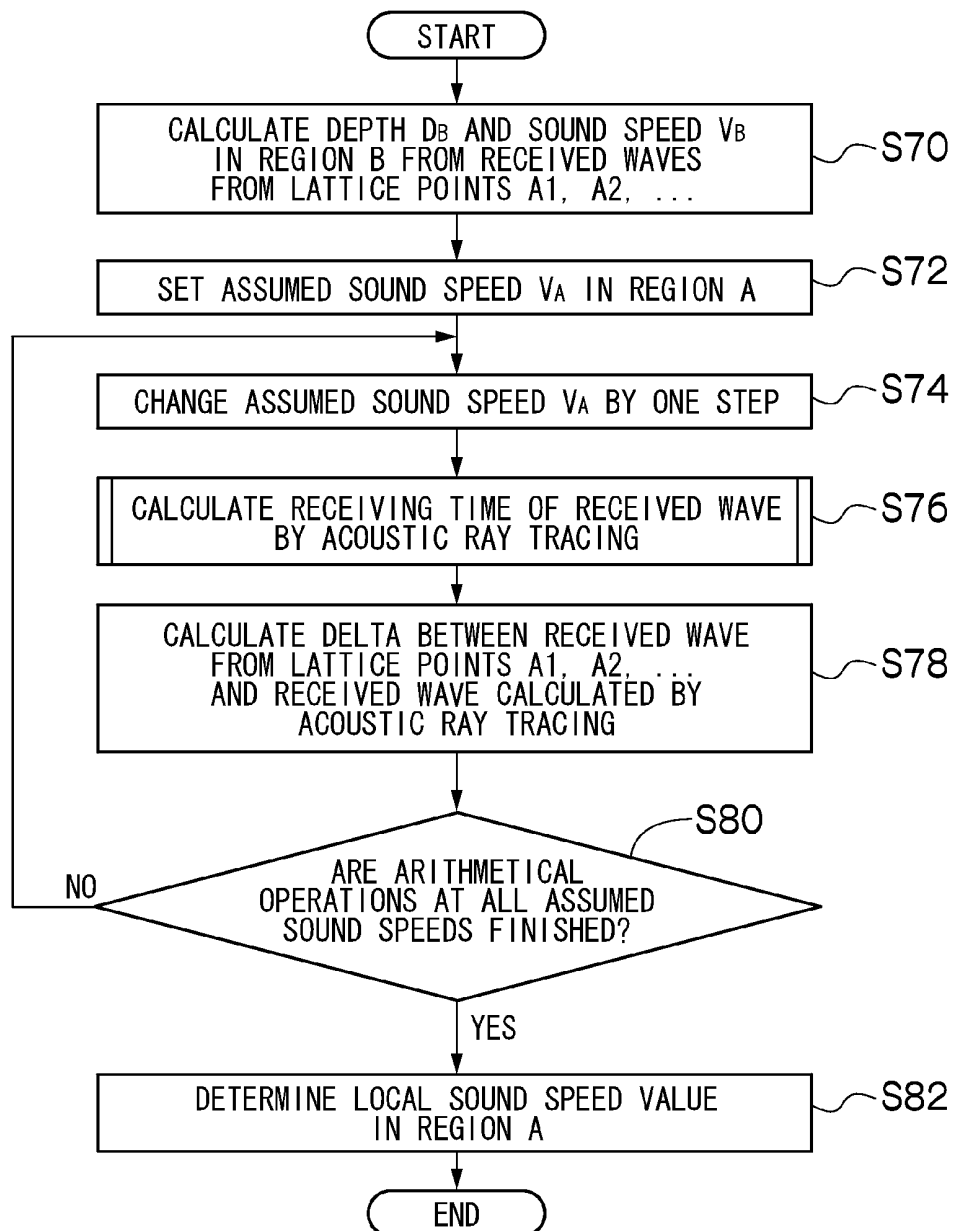 START
CALCULATE DEPTH DB AND SOUND SPEED VB
IN REGION B FROM RECEIVED WAVES
FROM LATTICE POINTS A1, A2, ...
S70
SET ASSUMED SOUND SPEED VA IN REGION A
S72
CHANGE ASSUMED SOUND SPEED VA BY ONE STEP
S74
CALCULATE RECEIVING TIME OF RECEIVED WAVE
BY ACOUSTIC RAY TRACING
S76
CALCULATE DELTA BETWEEN RECEIVED WAVE
FROM LATTICE POINTS A1, A2, ...
AND RECEIVED WAVE CALCULATED BY
ACOUSTIC RAY TRACING
S78
S80
ARE ARITHMETICAL
OPERATIONS AT ALL ASSUMED
SOUND SPEEDS FINISHED?
NO
YES
DETERMINE LOCAL SOUND SPEED VALUE
IN REGION A
S82
END